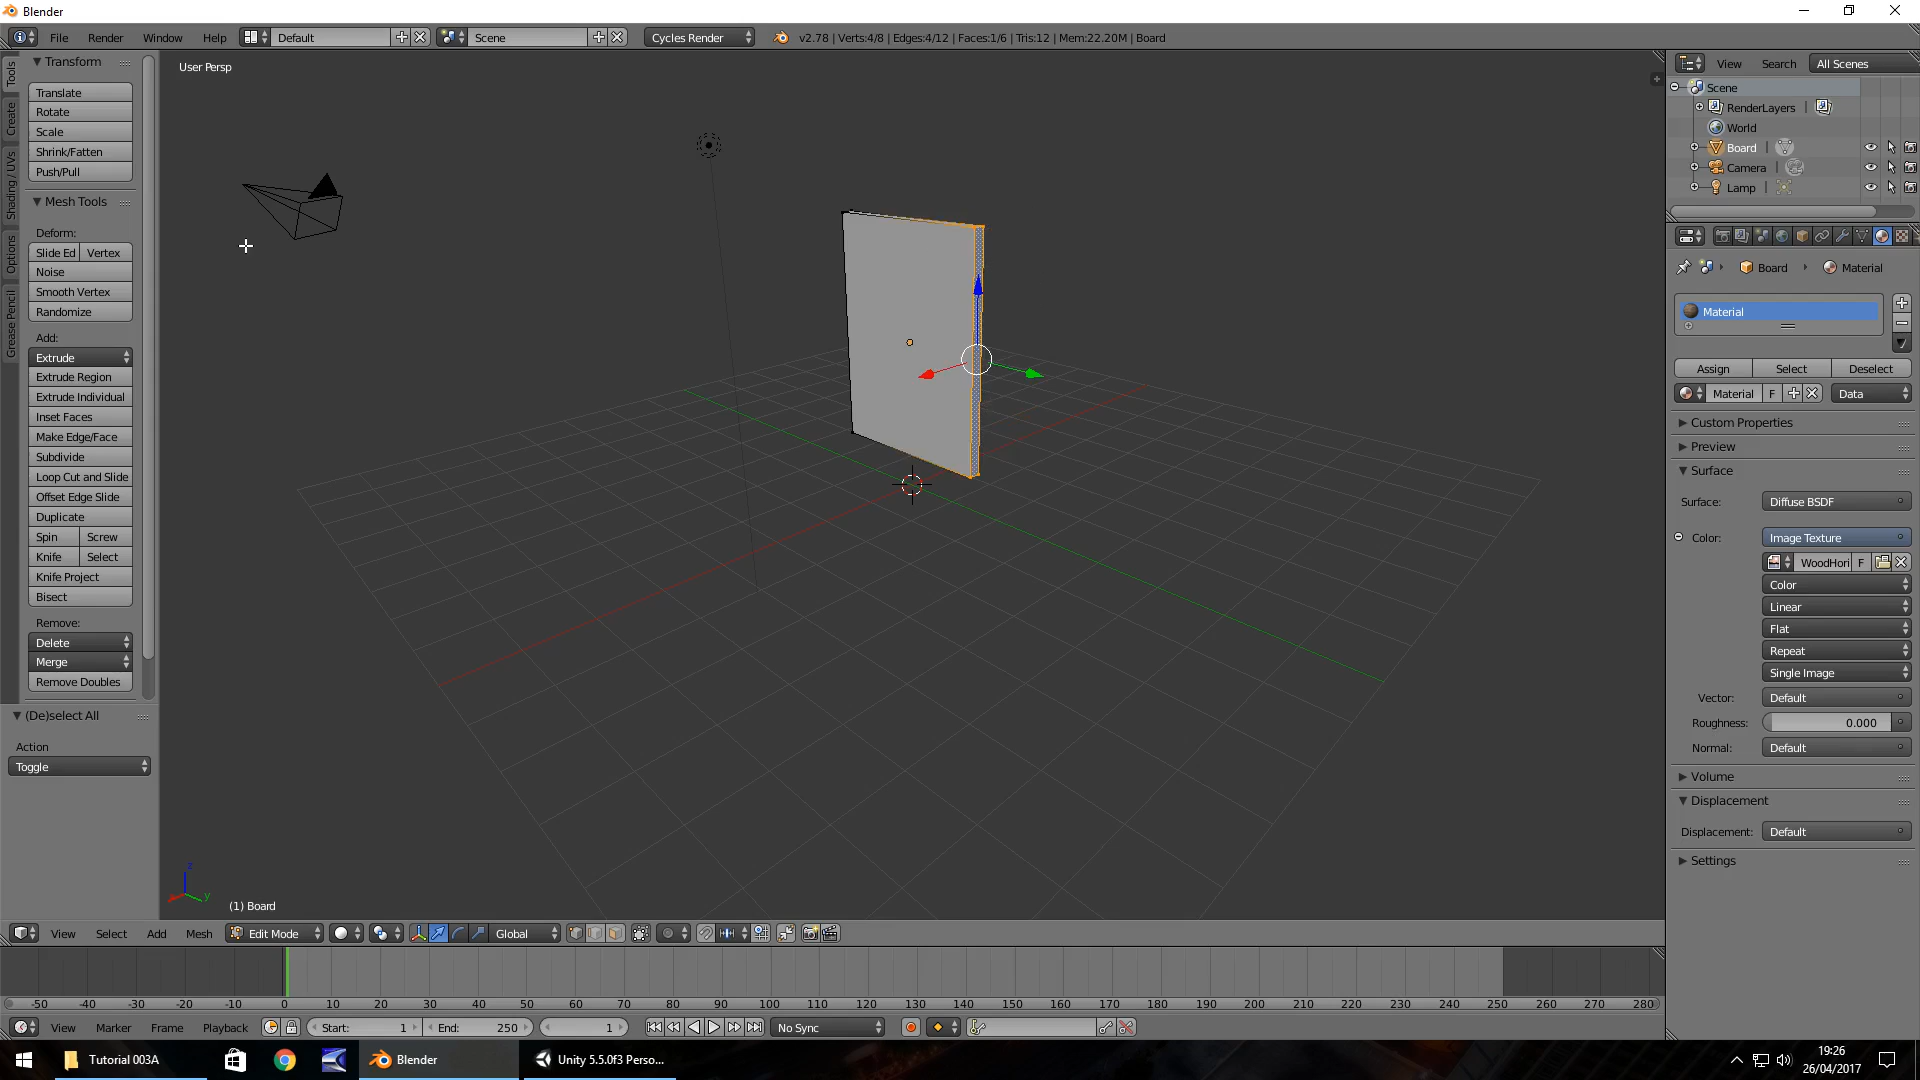 Blender
File Render Window Help Default Scene Cycles Render v2.78 | Verts:4/8 | Edges:4/12 | Faces:1/6 | Tris:12 | Mem:22.20M | Board
Tools
Create
Shading / UVs
Options
Grease Pencil
Transform
Translate
Rotate
Scale
Shrink/Fatten
Push/Pull
Mesh Tools
Deform:
Slide Ed Vertex
Noise
Smooth Vertex
Randomize
Add:
Extrude
Extrude Region
Extrude Individual
Inset Faces
Make Edge/Face
Subdivide
Loop Cut and Slide
Offset Edge Slide
Duplicate
Spin Screw
Knife Select
Knife Project
Bisect
Remove:
Delete
Merge
Remove Doubles
(De)select All
Action
Toggle
User Persp
z
y
x
(1) Board
View Search All Scenes
Scene
RenderLayers
World
Board
Camera
Lamp
Board Material
Material
Assign Select Deselect
Material F Data
Custom Properties
Preview
Surface
Surface: Diffuse BSDF
Color: Image Texture
WoodHori F
Color
Linear
Flat
Repeat
Single Image
Vector: Default
Roughness: 0.000
Normal: Default
Volume
Displacement
Displacement: Default
Settings
View Select Add Mesh Edit Mode Global
-50 -40 -30 -20 -10 0 10 20 30 40 50 60 70 80 90 100 110 120 130 140 150 160 170 180 190 200 210 220 230 240 250 260 270 280
View Marker Frame Playback Start: 1 End: 250 1 No Sync
Tutorial 003A Blender Unity 5.5.0f3 Perso...
19:26
26/04/2017